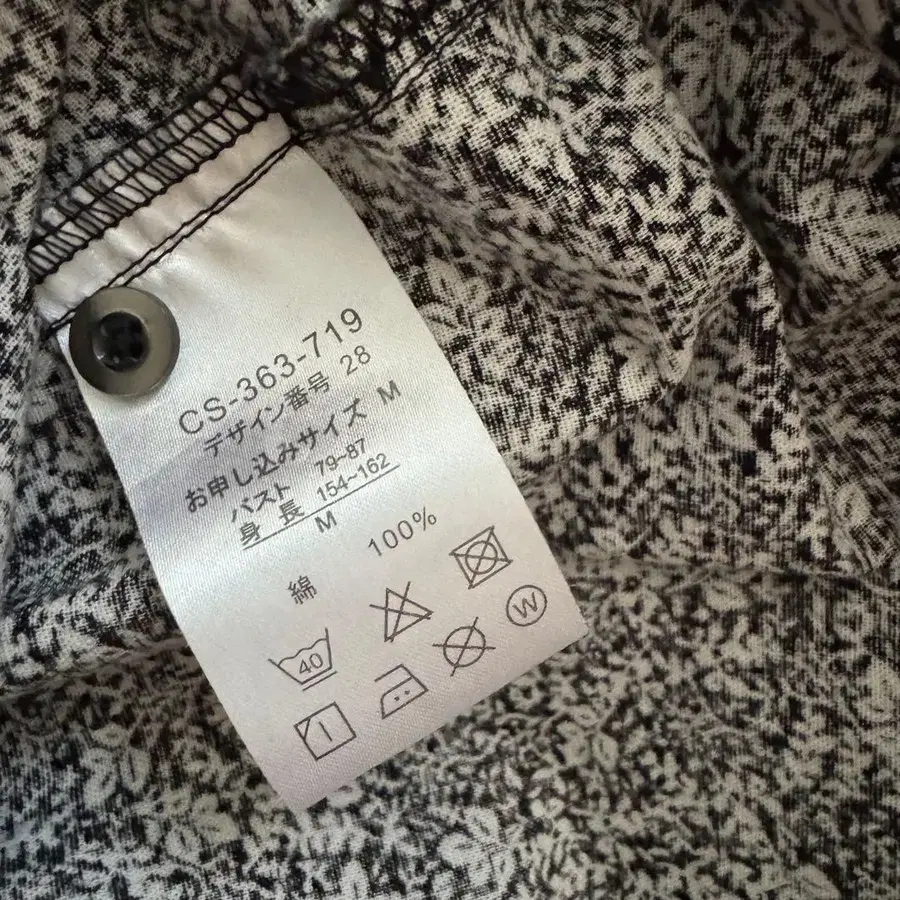 CS-363-719
デザイン番号 28
お申し込みサイズ M
バスト 79~87
身長 154~162
M
綿 100%
40
W
1